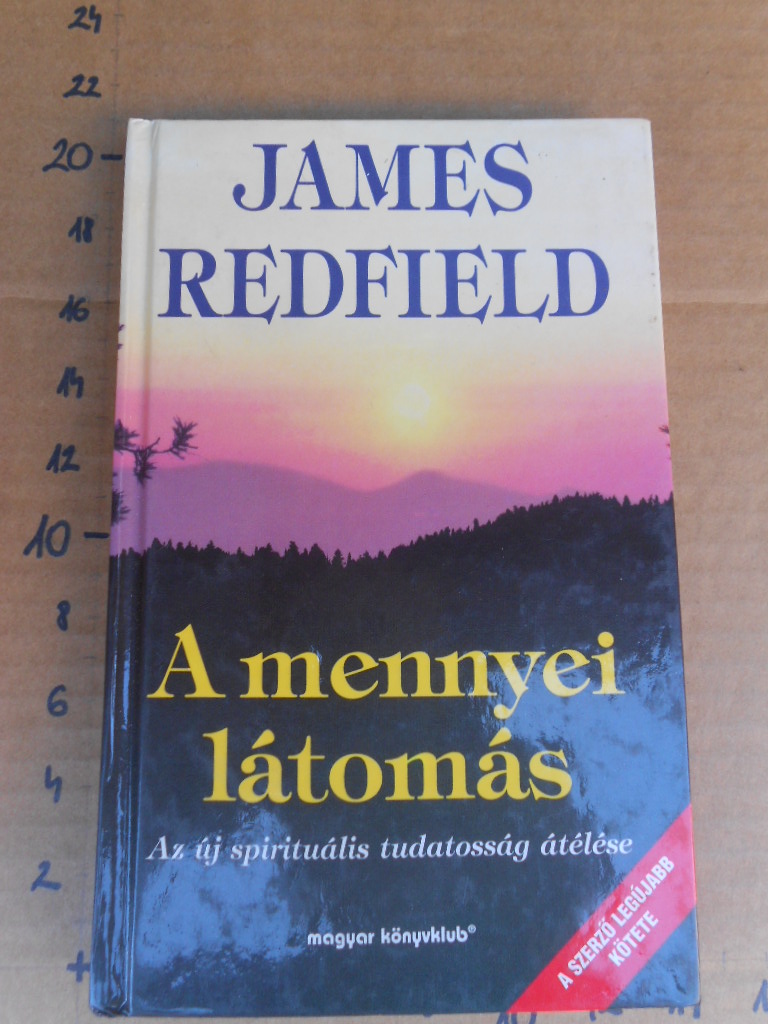 24
22
20
18
16
14
12
10
8
6
4
2
+
JAMES
REDFIELD
A mennyei
látomás
Az új spirituális tudatosság átélése
magyar könyvklub®
A SZERZŐ LEGÚJABB
KÖTETE
10